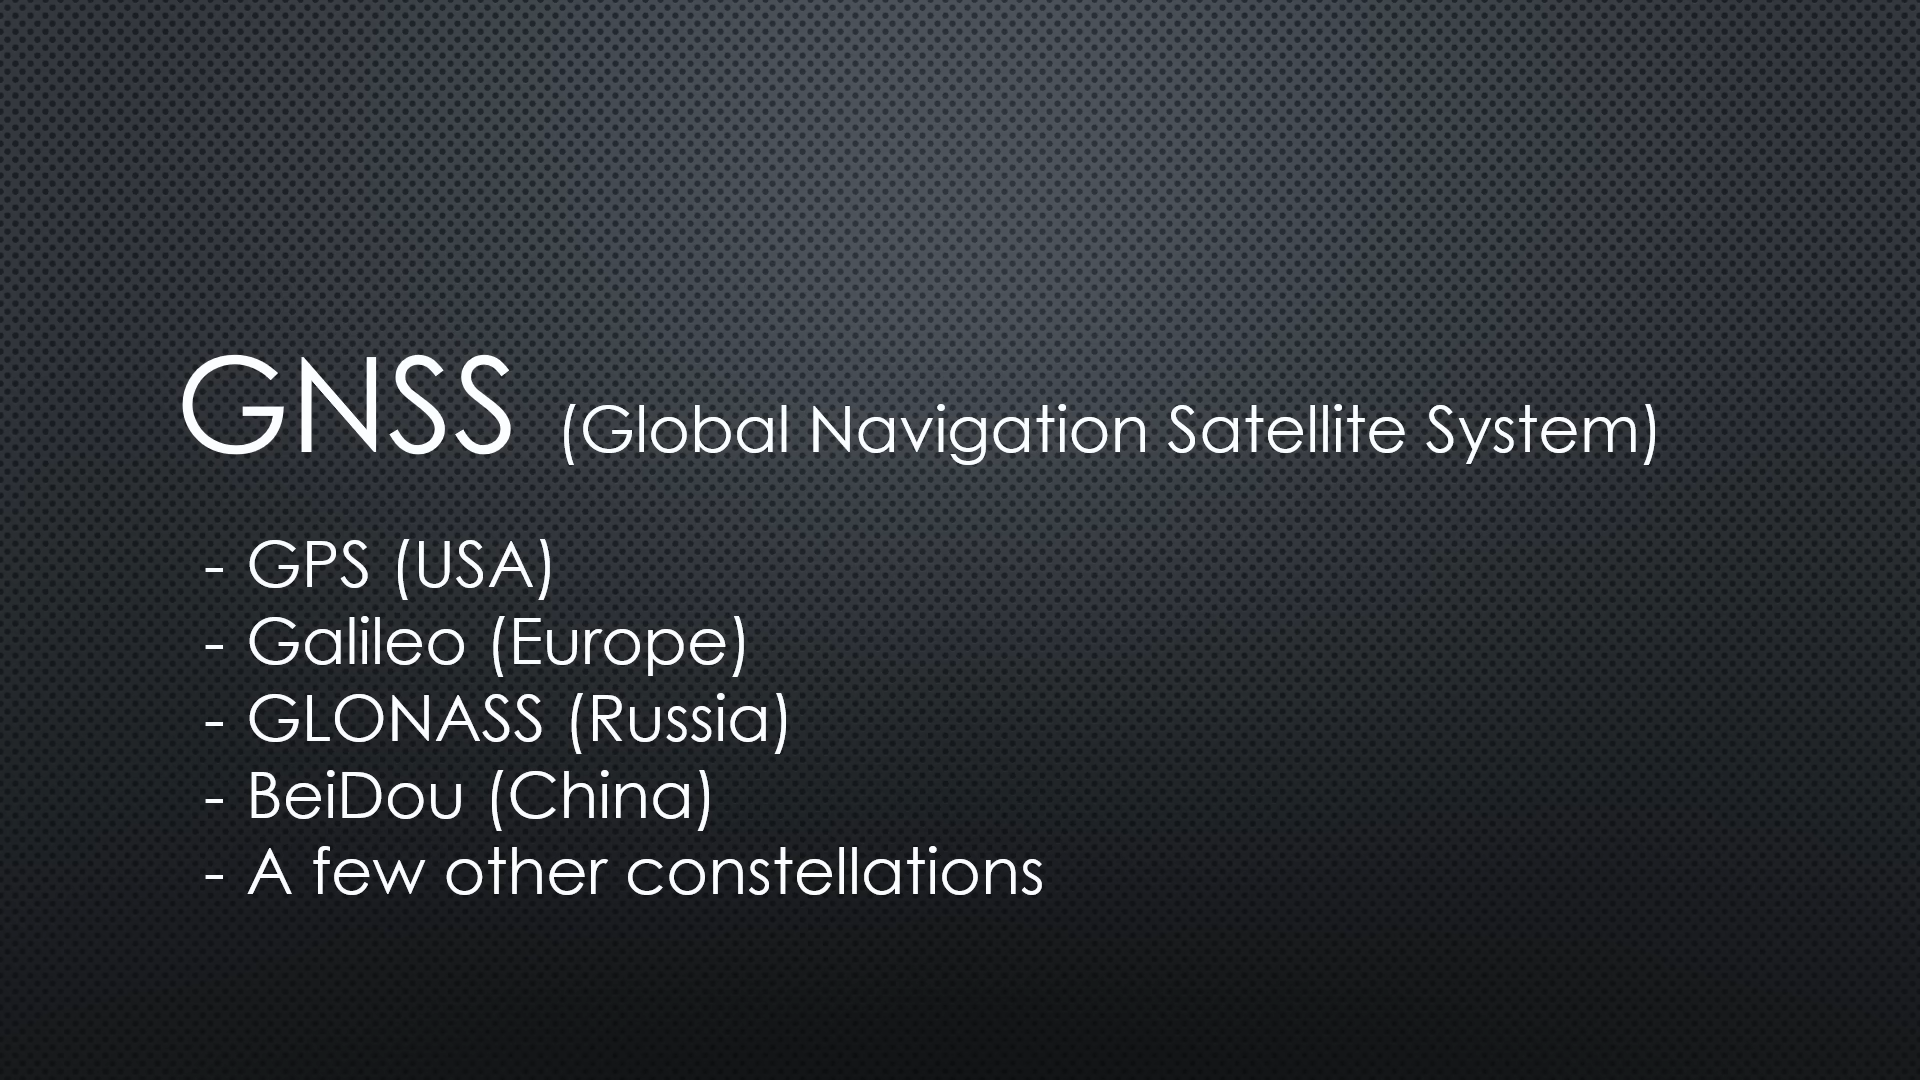 GNSS (Global Navigation Satellite System)
- GPS (USA)
- Galileo (Europe)
- GLONASS (Russia)
- BeiDou (China)
- A few other constellations